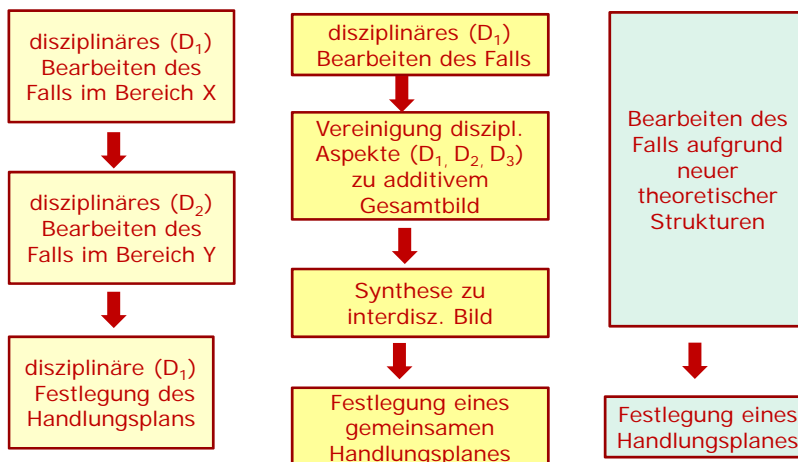 disziplinäres (D₁)
Bearbeiten des
Falls im Bereich X
disziplinäres (D₂)
Bearbeiten des
Falls im Bereich Y
disziplinäre (D₁)
Festlegung des
Handlungsplans
disziplinäres (D₁)
Bearbeiten des Falls
Vereinigung diszipl.
Aspekte (D₁, D₂, D₃)
zu additivem
Gesamtbild
Synthese zu
interdisz. Bild
Festlegung eines
gemeinsamen
Handlungsplanes
Bearbeiten des
Falls aufgrund
neuer
theoretischer
Strukturen
Festlegung eines
Handlungsplanes